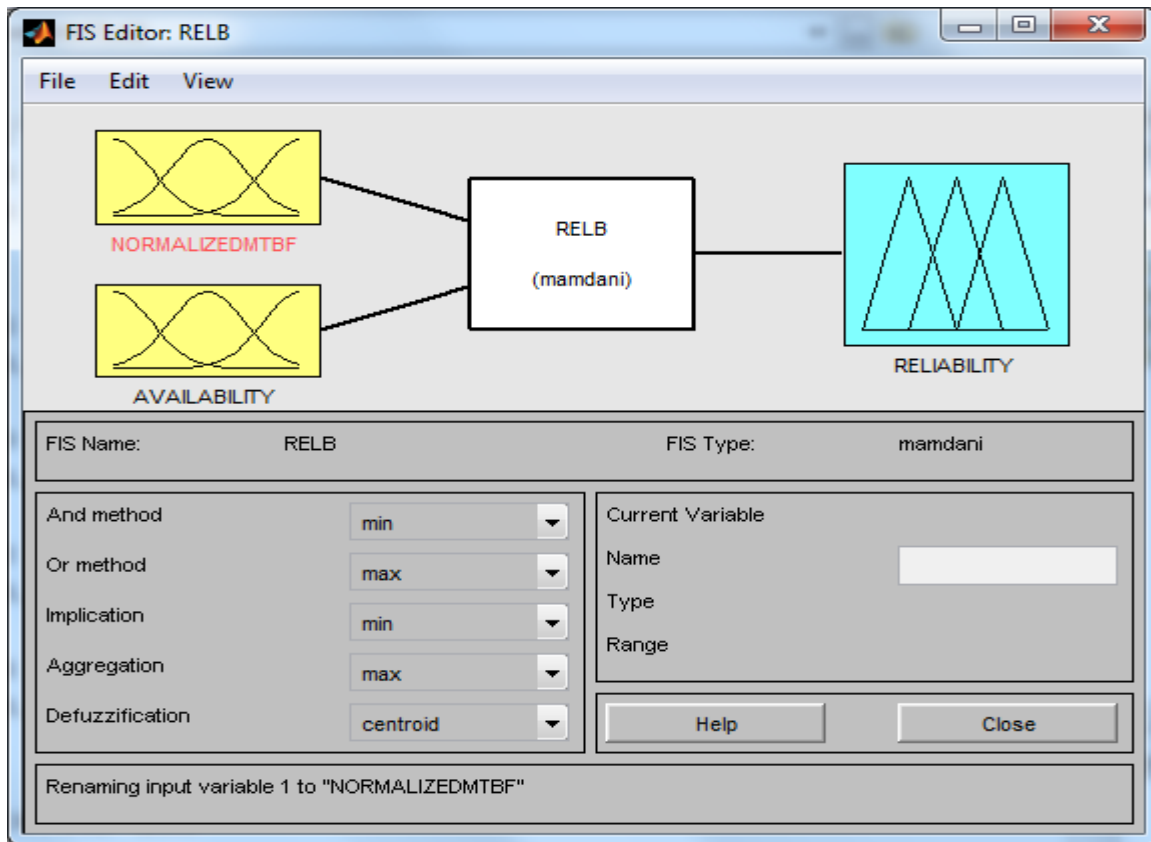 FIS Editor: RELB
File Edit View
NORMALIZEDMTBF
AVAILABILITY
RELB
(mamdani)
RELIABILITY
FIS Name: RELB FIS Type: mamdani
And method min
Or method max
Implication min
Aggregation max
Defuzzification centroid
Current Variable
Name
Type
Range
Help Close
Renaming input variable 1 to "NORMALIZEDMTBF"